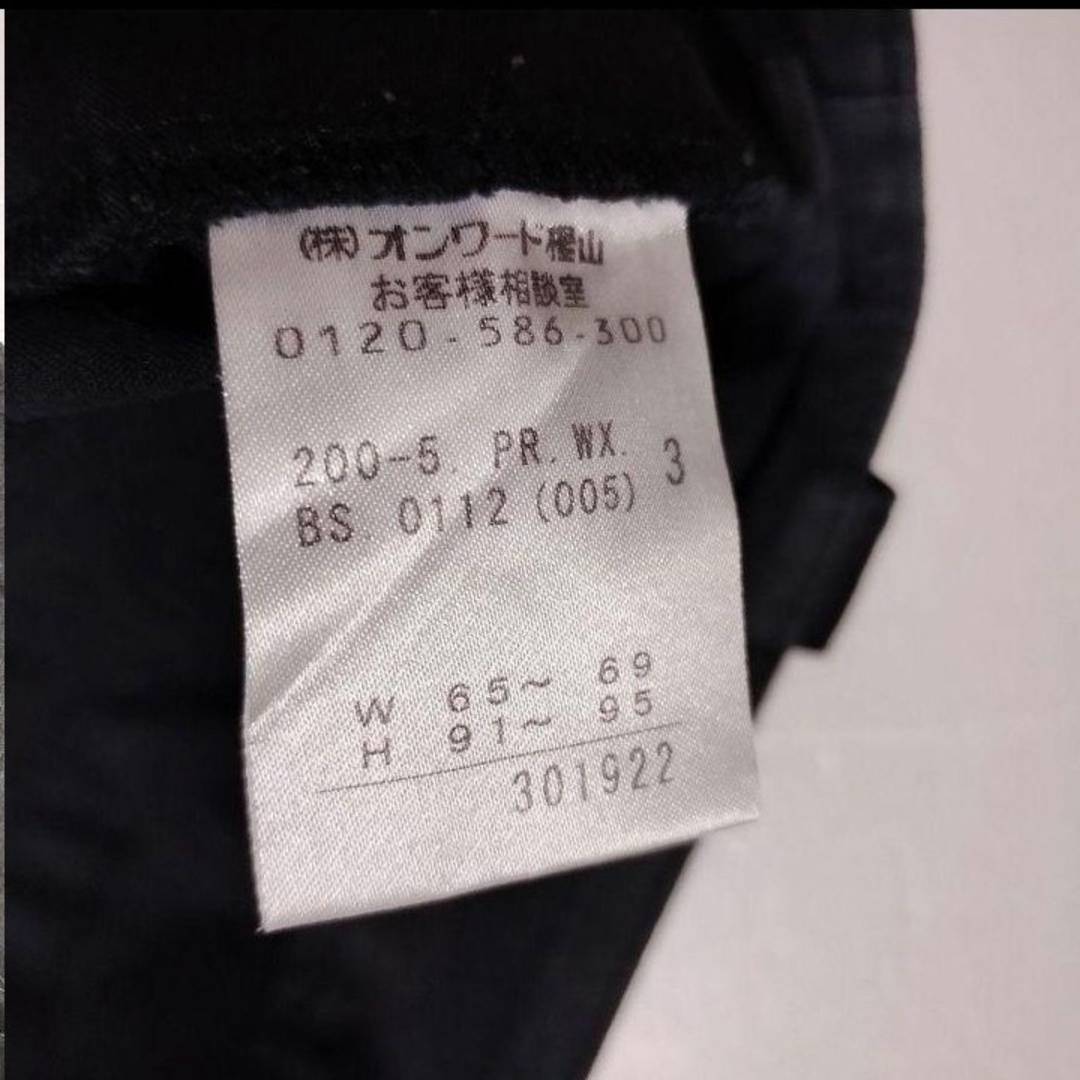 (株)オンワード樫山
お客様相談室
0120-586-300
200-5. PR. WX. 3
BS. 0112 (005)
W 65~ 69
H 91~ 95
301922